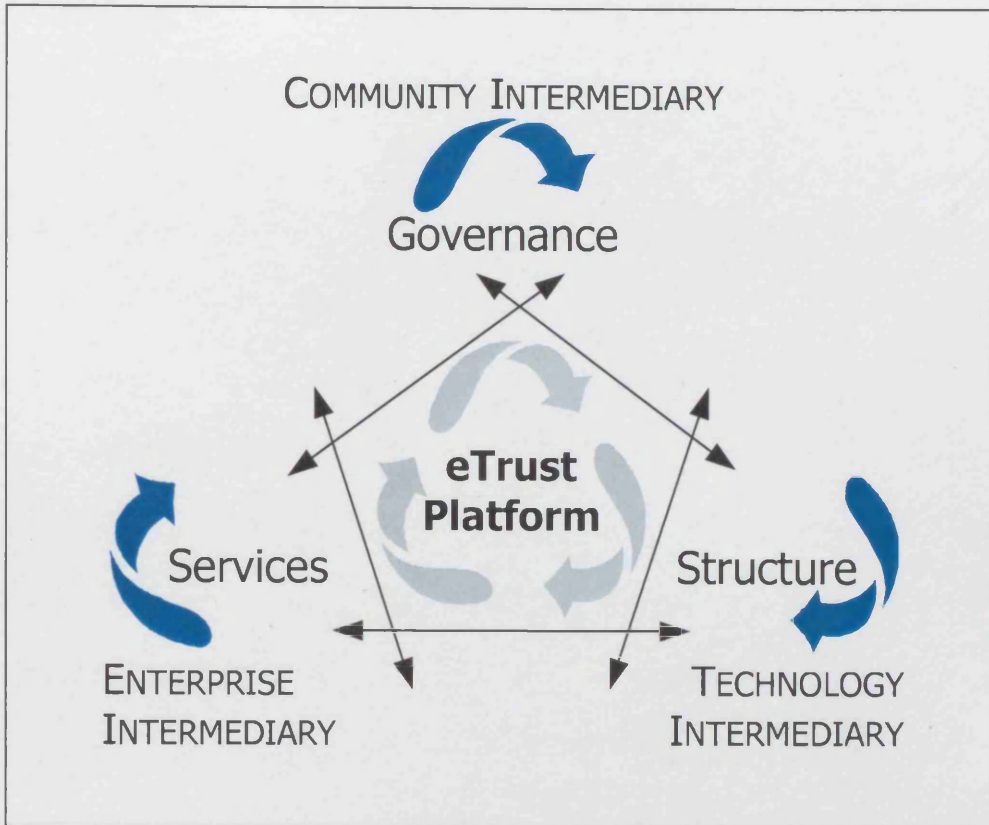 COMMUNITY INTERMEDIARY
Governance
eTrust
Platform
Services
Structure
ENTERPRISE
INTERMEDIARY
TECHNOLOGY
INTERMEDIARY